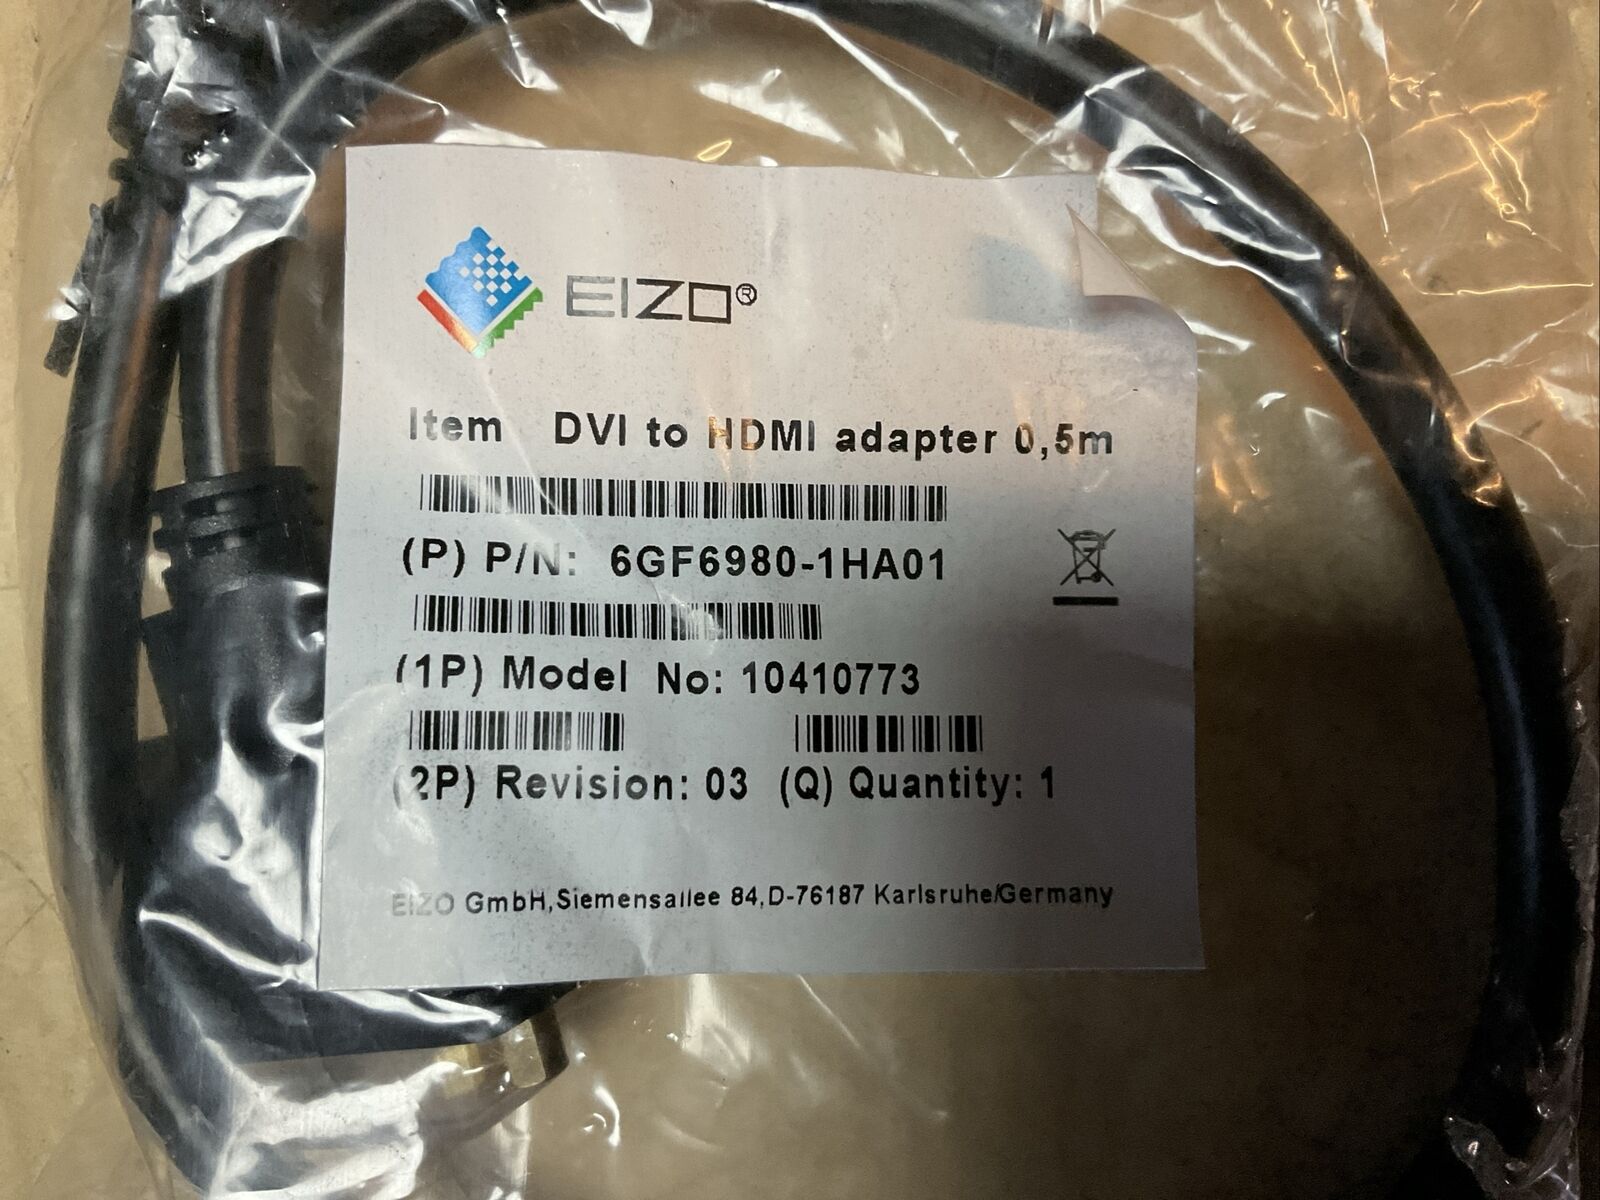 EIZO®
Item DVI to HDMI adapter 0,5m
(P) P/N: 6GF6980-1HA01
(1P) Model No: 10410773
(2P) Revision: 03 (Q) Quantity: 1
EIZO GmbH,Siemensallee 84,D-76187 Karlsruhe/Germany